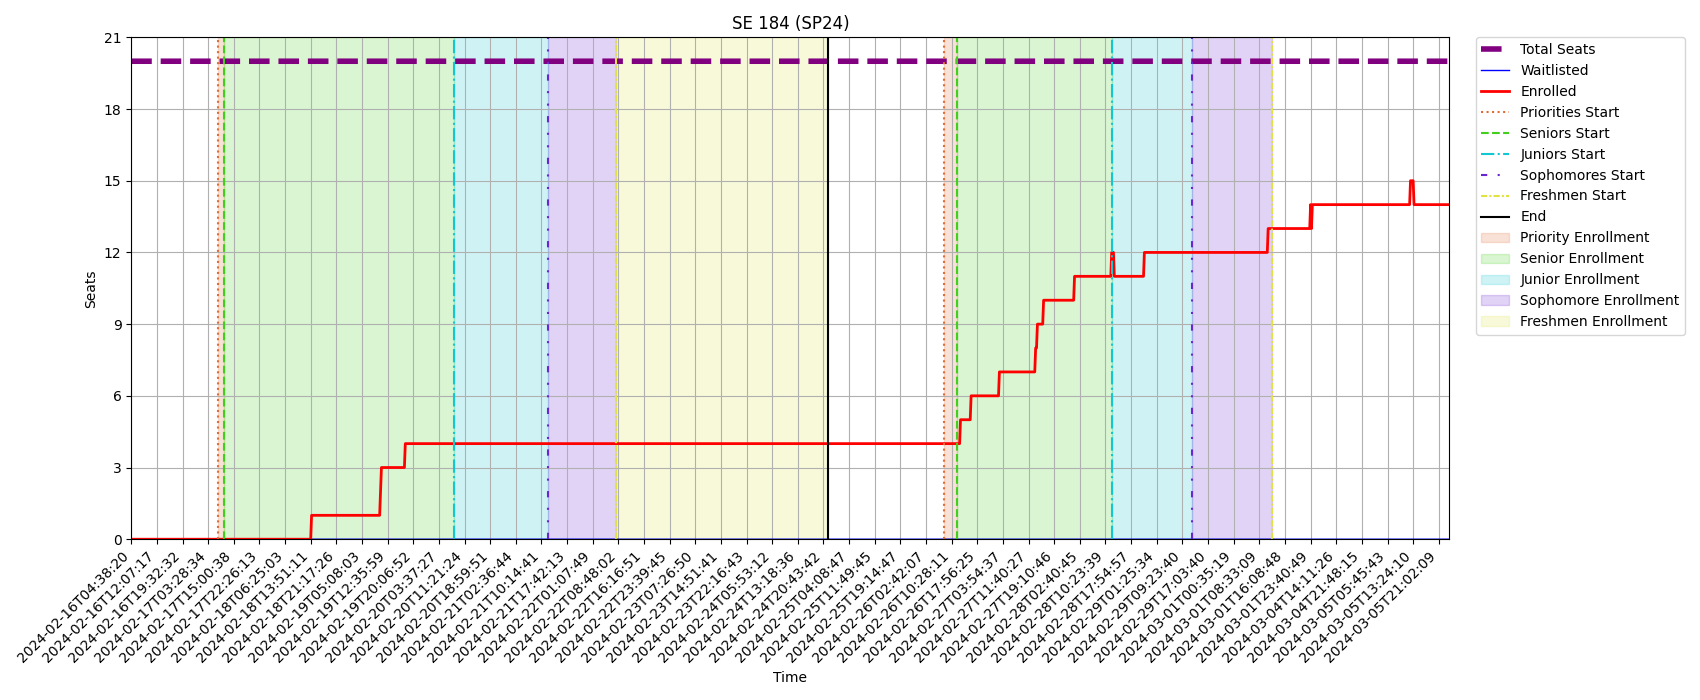 SE 184 (SP24)
21
18
15
12
9
6
3
0
Seats
2024-02-16T04:38:20
2024-02-16T12:07:17
2024-02-16T19:32:32
2024-02-17T03:28:34
2024-02-17T15:00:38
2024-02-17T22:26:13
2024-02-18T06:25:03
2024-02-18T13:51:11
2024-02-18T21:17:26
2024-02-19T05:08:03
2024-02-19T12:35:59
2024-02-19T20:06:52
2024-02-20T03:37:27
2024-02-20T11:21:24
2024-02-20T18:59:51
2024-02-21T02:36:44
2024-02-21T10:14:41
2024-02-21T17:42:13
2024-02-22T01:07:49
2024-02-22T08:48:02
2024-02-22T16:16:51
2024-02-22T23:39:45
2024-02-23T07:26:50
2024-02-23T14:51:41
2024-02-23T22:16:43
2024-02-24T05:53:12
2024-02-24T13:18:36
2024-02-24T20:43:42
2024-02-25T04:08:47
2024-02-25T11:49:45
2024-02-25T19:14:47
2024-02-26T02:42:07
2024-02-26T10:28:11
2024-02-26T17:56:25
2024-02-27T03:54:37
2024-02-27T11:40:27
2024-02-27T19:10:46
2024-02-28T02:40:45
2024-02-28T10:23:39
2024-02-28T17:54:57
2024-02-29T01:25:34
2024-02-29T09:23:40
2024-02-29T17:03:40
2024-03-01T00:35:19
2024-03-01T08:33:09
2024-03-01T16:08:48
2024-03-01T23:40:49
2024-03-04T14:11:26
2024-03-04T21:48:15
2024-03-05T05:45:43
2024-03-05T13:24:10
2024-03-05T21:02:09
Time
Total Seats
Waitlisted
Enrolled
Priorities Start
Seniors Start
Juniors Start
Sophomores Start
Freshmen Start
End
Priority Enrollment
Senior Enrollment
Junior Enrollment
Sophomore Enrollment
Freshmen Enrollment